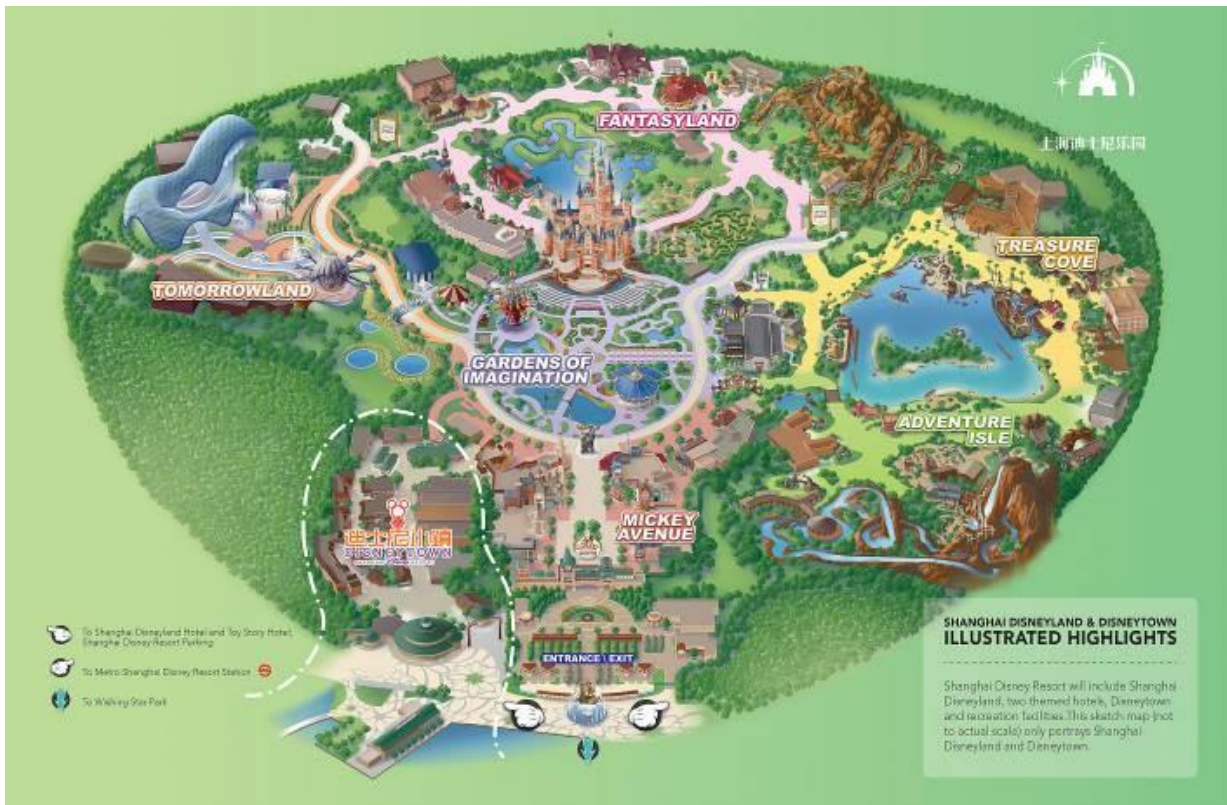 上海迪士尼乐园
FANTASYLAND
TREASURE
COVE
TOMORROWLAND
GARDENS OF
IMAGINATION
ADVENTURE
ISLE
MICKEY
AVENUE
迪士尼小镇
DISNEYTOWN
ENTRANCE \ EXIT
To Shanghai Disneyland Hotel and Toy Story Hotel,
Shanghai Disney Resort Parking
To Metro Shanghai Disney Resort Station
To Wishing Star Park
SHANGHAI DISNEYLAND & DISNEYTOWN
ILLUSTRATED HIGHLIGHTS
Shanghai Disney Resort will include Shanghai
Disneyland, two themed hotels, Disneytown
and recreation facilities. This sketch map (not
to actual scale) only portrays Shanghai
Disneyland and Disneytown.